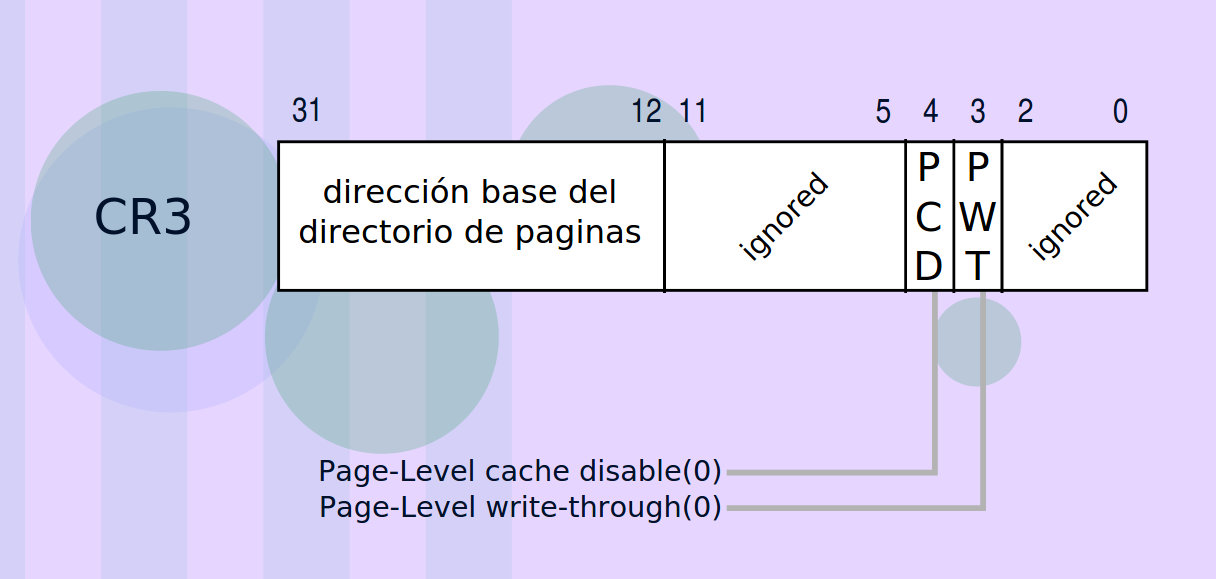 31 12 11 5 4 3 2 0
CR3
dirección base del
directorio de paginas
ignored
PCD
PWT
ignored
Page-Level cache disable(0)
Page-Level write-through(0)